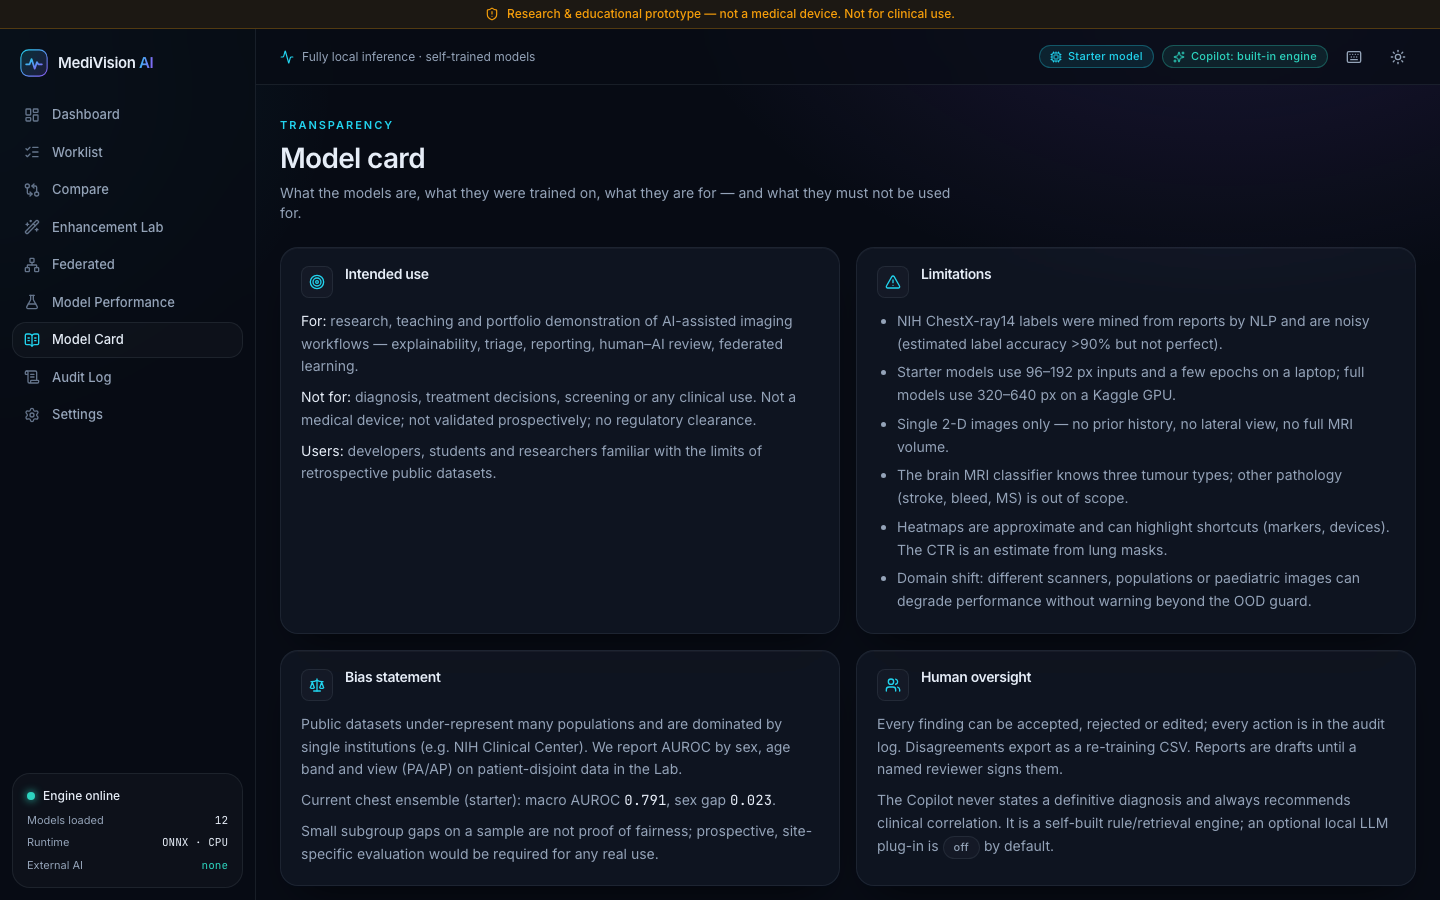 Research & educational prototype — not a medical device. Not for clinical use.
MediVision AI
Fully local inference · self-trained models
Starter model
Copilot: built-in engine
Dashboard
Worklist
Compare
Enhancement Lab
Federated
Model Performance
Model Card
Audit Log
Settings
TRANSPARENCY
Model card
What the models are, what they were trained on, what they are for — and what they must not be used
for.
Intended use
For: research, teaching and portfolio demonstration of AI-assisted imaging
workflows — explainability, triage, reporting, human–AI review, federated
learning.
Not for: diagnosis, treatment decisions, screening or any clinical use. Not a
medical device; not validated prospectively; no regulatory clearance.
Users: developers, students and researchers familiar with the limits of
retrospective public datasets.
Limitations
• NIH ChestX-ray14 labels were mined from reports by NLP and are noisy
(estimated label accuracy >90% but not perfect).
• Starter models use 96–192 px inputs and a few epochs on a laptop; full
models use 320–640 px on a Kaggle GPU.
• Single 2-D images only — no prior history, no lateral view, no full MRI
volume.
• The brain MRI classifier knows three tumour types; other pathology
(stroke, bleed, MS) is out of scope.
• Heatmaps are approximate and can highlight shortcuts (markers, devices).
The CTR is an estimate from lung masks.
• Domain shift: different scanners, populations or paediatric images can
degrade performance without warning beyond the OOD guard.
Bias statement
Public datasets under-represent many populations and are dominated by
single institutions (e.g. NIH Clinical Center). We report AUROC by sex, age
band and view (PA/AP) on patient-disjoint data in the Lab.
Current chest ensemble (starter): macro AUROC 0.791, sex gap 0.023.
Small subgroup gaps on a sample are not proof of fairness; prospective, site-
specific evaluation would be required for any real use.
Human oversight
Every finding can be accepted, rejected or edited; every action is in the audit
log. Disagreements export as a re-training CSV. Reports are drafts until a
named reviewer signs them.
The Copilot never states a definitive diagnosis and always recommends
clinical correlation. It is a self-built rule/retrieval engine; an optional local LLM
plug-in is off by default.
Engine online
Models loaded 12
Runtime ONNX · CPU
External AI none